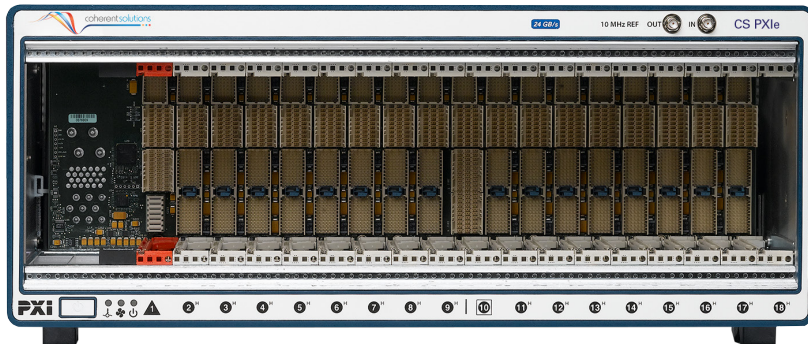 coherentsolutions
24 GB/s
10 MHz REF OUT IN CS PXIe
PXI 1 2 H 3 H 4 H 5 H 6 H 7 H 8 H 9 H 10 11 H 12 H 13 H 14 H 15 H 16 H 17 H 18 H